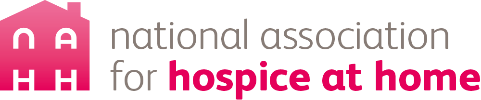 n A
H H
national association
for hospice at home